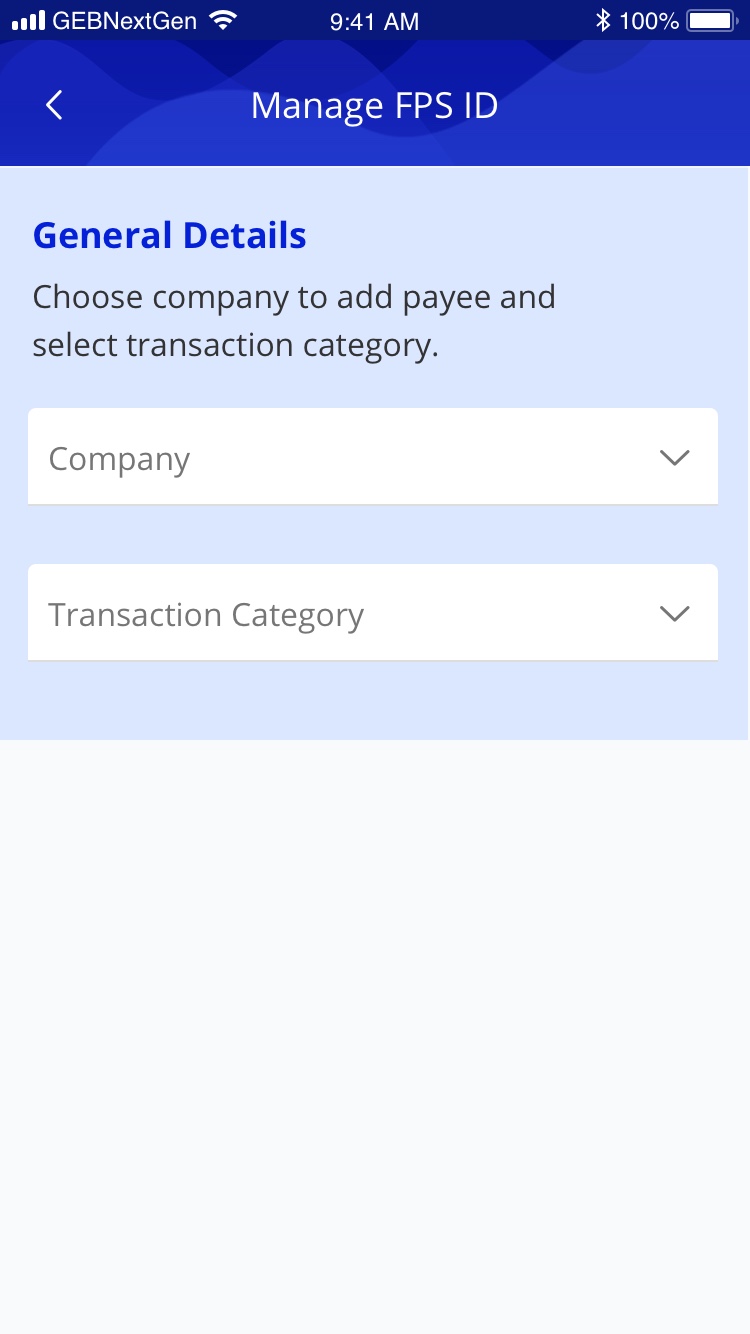 GEBNextGen 9:41 AM 100%
Manage FPS ID
General Details
Choose company to add payee and
select transaction category.
Company
Transaction Category